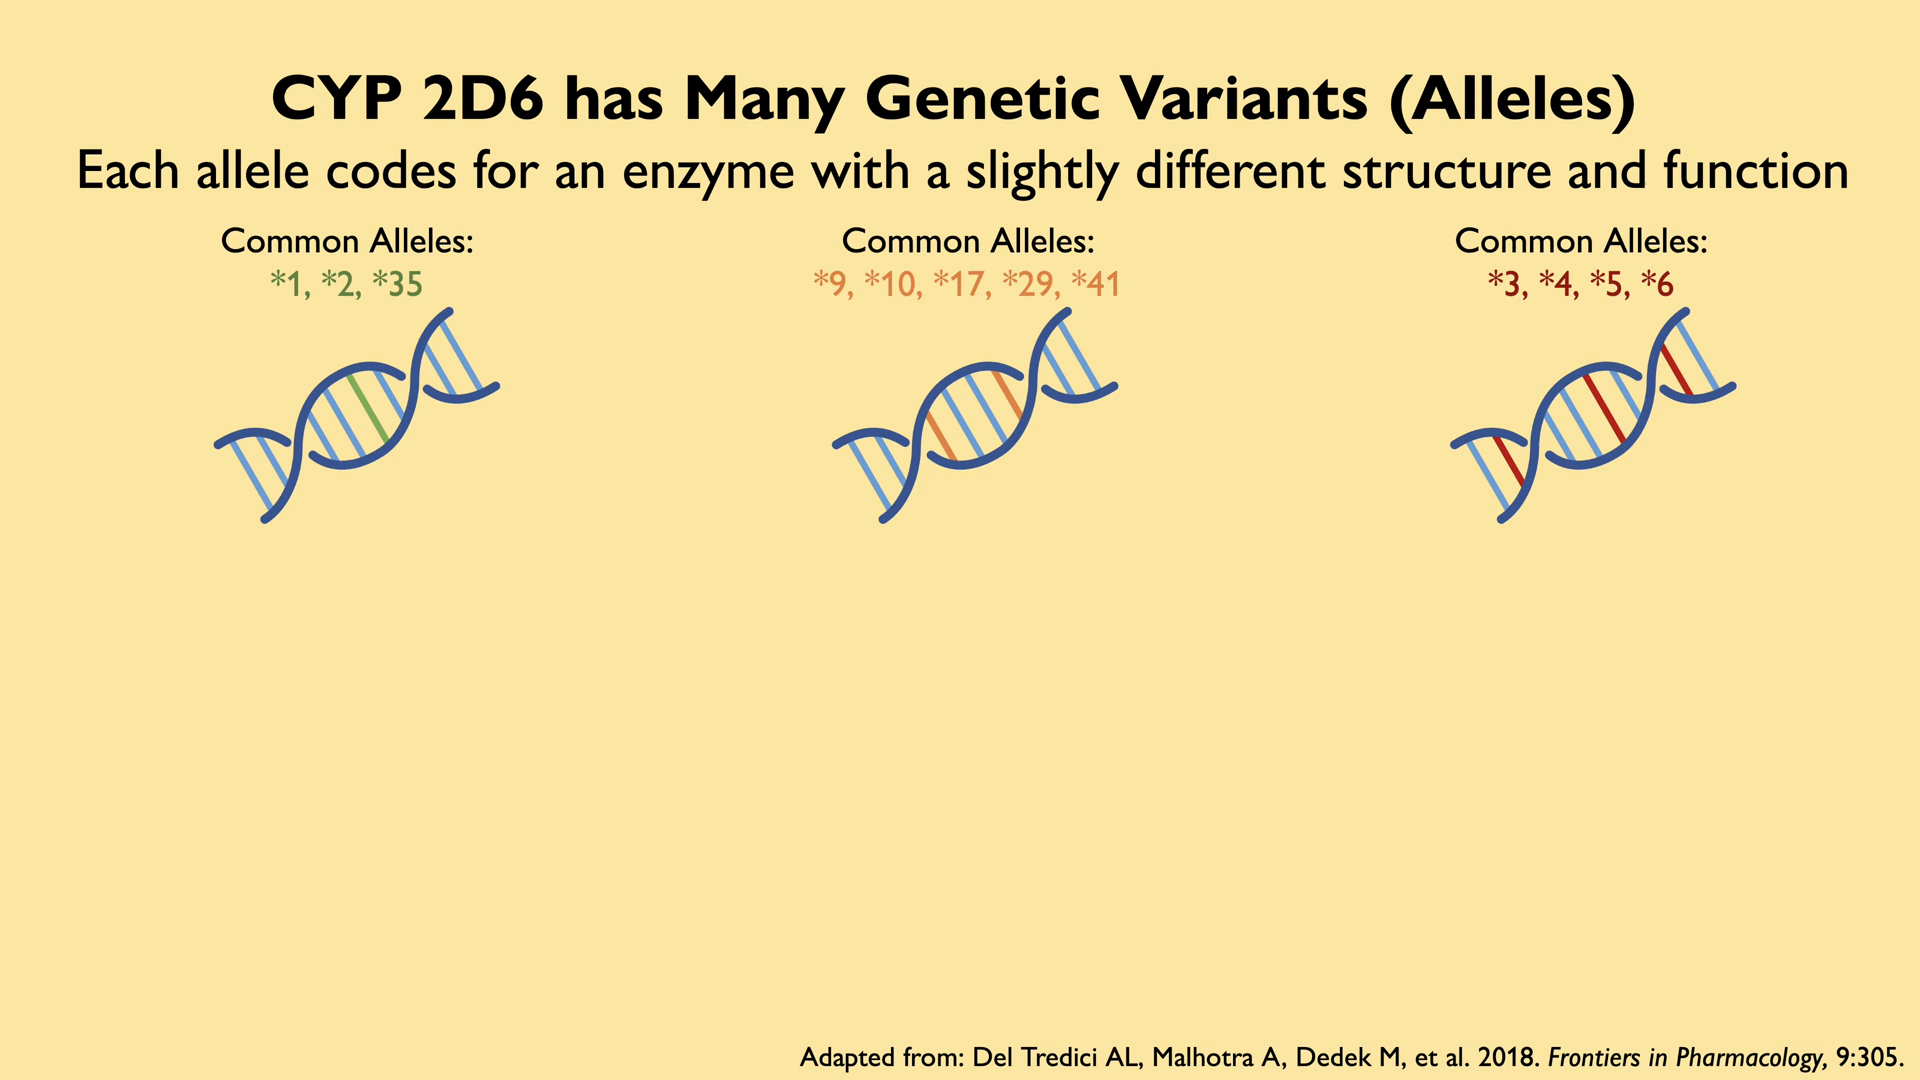 CYP 2D6 has Many Genetic Variants (Alleles)
Each allele codes for an enzyme with a slightly different structure and function
Common Alleles:
*1, *2, *35
Common Alleles:
*9, *10, *17, *29, *41
Common Alleles:
*3, *4, *5, *6
Adapted from: Del Tredici AL, Malhotra A, Dedek M, et al. 2018. Frontiers in Pharmacology, 9:305.